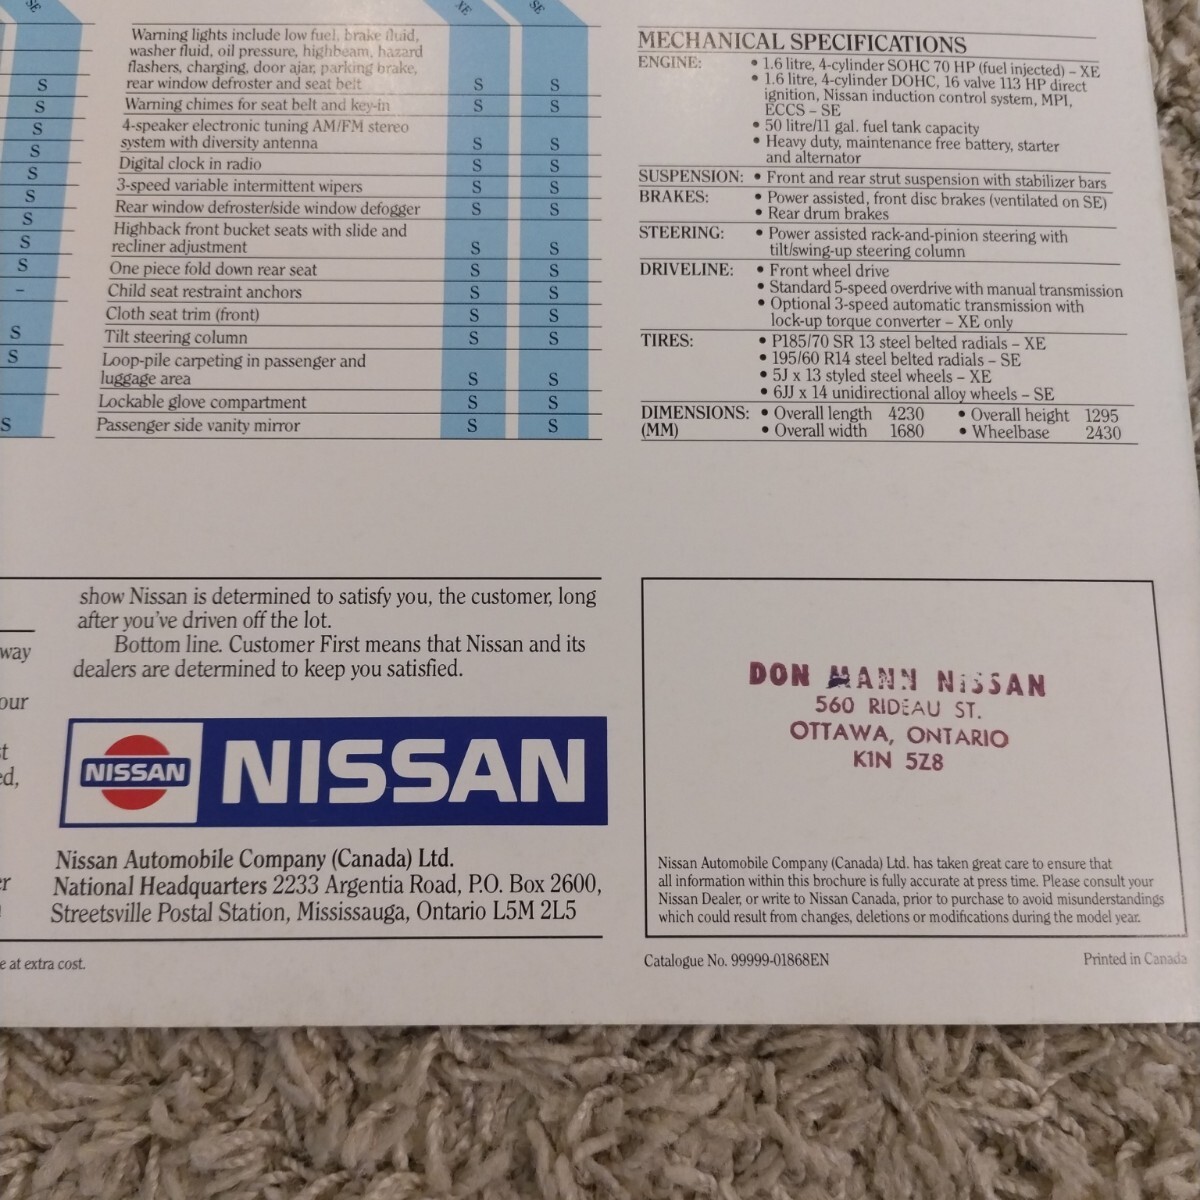 SE
S
S
S
S
S
S
S
S
S
–
S
S
S
way
our
st
ed,
er
e at extra cost.
XE SE
Warning lights include low fuel, brake fluid,
washer fluid, oil pressure, highbeam, hazard
flashers, charging, door ajar, parking brake,
rear window defroster and seat belt S S
Warning chimes for seat belt and key-in S S
4-speaker electronic tuning AM/FM stereo
system with diversity antenna S S
Digital clock in radio S S
3-speed variable intermittent wipers S S
Rear window defroster/side window defogger S S
Highback front bucket seats with slide and
recliner adjustment S S
One piece fold down rear seat S S
Child seat restraint anchors S S
Cloth seat trim (front) S S
Tilt steering column S S
Loop-pile carpeting in passenger and
luggage area S S
Lockable glove compartment S S
Passenger side vanity mirror S S
MECHANICAL SPECIFICATIONS
ENGINE: • 1.6 litre, 4-cylinder SOHC 70 HP (fuel injected) – XE
• 1.6 litre, 4-cylinder DOHC, 16 valve 113 HP direct
ignition, Nissan induction control system, MPI,
ECCS – SE
• 50 litre/11 gal. fuel tank capacity
• Heavy duty, maintenance free battery, starter
and alternator
SUSPENSION: • Front and rear strut suspension with stabilizer bars
BRAKES: • Power assisted, front disc brakes (ventilated on SE)
• Rear drum brakes
STEERING: • Power assisted rack-and-pinion steering with
tilt/swing-up steering column
DRIVELINE: • Front wheel drive
• Standard 5-speed overdrive with manual transmission
• Optional 3-speed automatic transmission with
lock-up torque converter – XE only
TIRES: • P185/70 SR 13 steel belted radials – XE
• 195/60 R14 steel belted radials – SE
• 5J x 13 styled steel wheels – XE
• 6JJ x 14 unidirectional alloy wheels – SE
DIMENSIONS: • Overall length 4230 • Overall height 1295
(MM) • Overall width 1680 • Wheelbase 2430
show Nissan is determined to satisfy you, the customer, long
after you've driven off the lot.
Bottom line. Customer First means that Nissan and its
dealers are determined to keep you satisfied.
NISSAN NISSAN
Nissan Automobile Company (Canada) Ltd.
National Headquarters 2233 Argentia Road, P.O. Box 2600,
Streetsville Postal Station, Mississauga, Ontario L5M 2L5
DON MANN NISSAN
560 RIDEAU ST.
OTTAWA, ONTARIO
K1N 5Z8
Nissan Automobile Company (Canada) Ltd. has taken great care to ensure that
all information within this brochure is fully accurate at press time. Please consult your
Nissan Dealer, or write to Nissan Canada, prior to purchase to avoid misunderstandings
which could result from changes, deletions or modifications during the model year.
Catalogue No. 99999-01868EN
Printed in Canada